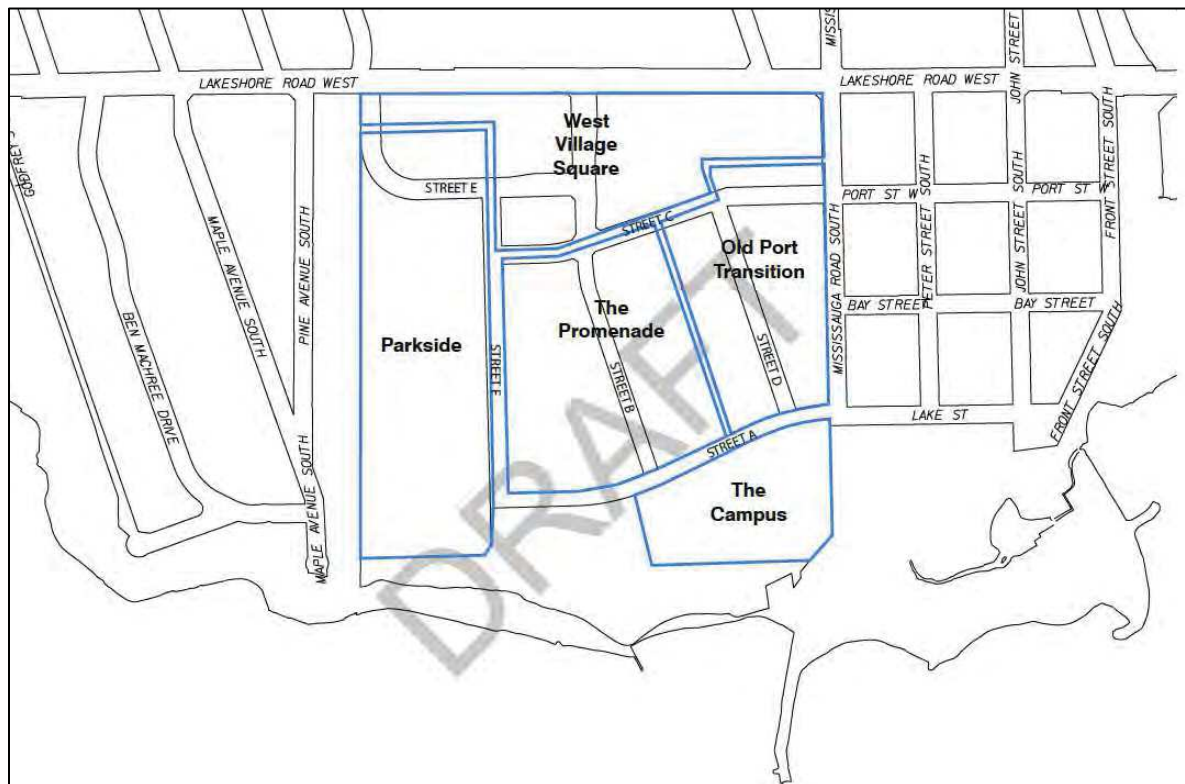 MISSI
JOHN STREET
LAKESHORE ROAD WEST
LAKESHORE ROAD WEST
GODFREY'S
West
Village
Square
STREET E
PORT ST W
PORT ST W
FRONT STREET SOUTH
PETER STREET SOUTH
JOHN STREET SOUTH
STREET C
MAPLE AVENUE SOUTH
PINE AVENUE SOUTH
Old Port
Transition
MISSISSAUGA ROAD SOUTH
BAY STREET
BAY STREET
BEN MACHREE DRIVE
Parkside
The
Promenade
STREET F
STREET B
STREET D
LAKE ST
FRONT STREET SOUTH
STREET A
MAPLE AVENUE SOUTH
The
Campus
DRAFT